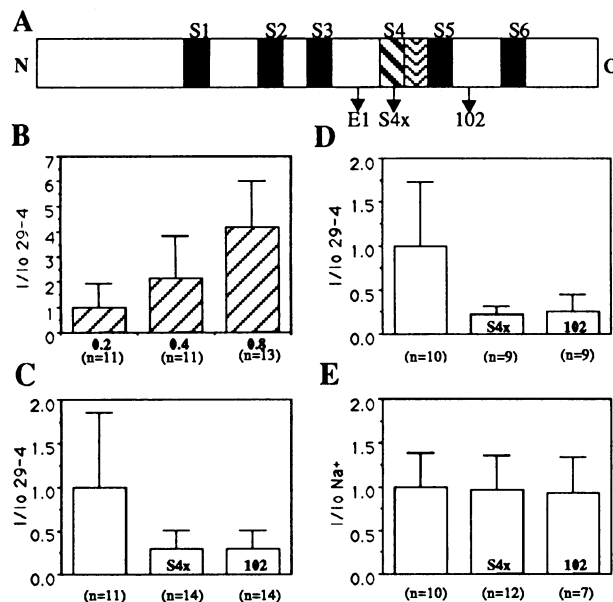 A
S1 S2 S3 S4 S5 S6
N C
E1 S4x 102
B
I/Io 29-4
7
6
5
4
3
2
1
0
0.2 0.4 0.8
(n=11) (n=11) (n=13)
D
I/Io 29-4
2.0
1.5
1.0
0.5
0.0
S4x 102
(n=10) (n=9) (n=9)
C
I/Io 29-4
2.0
1.5
1.0
0.5
0.0
S4x 102
(n=11) (n=14) (n=14)
E
I/Io Na+
2.0
1.5
1.0
0.5
0.0
S4x 102
(n=10) (n=12) (n=7)